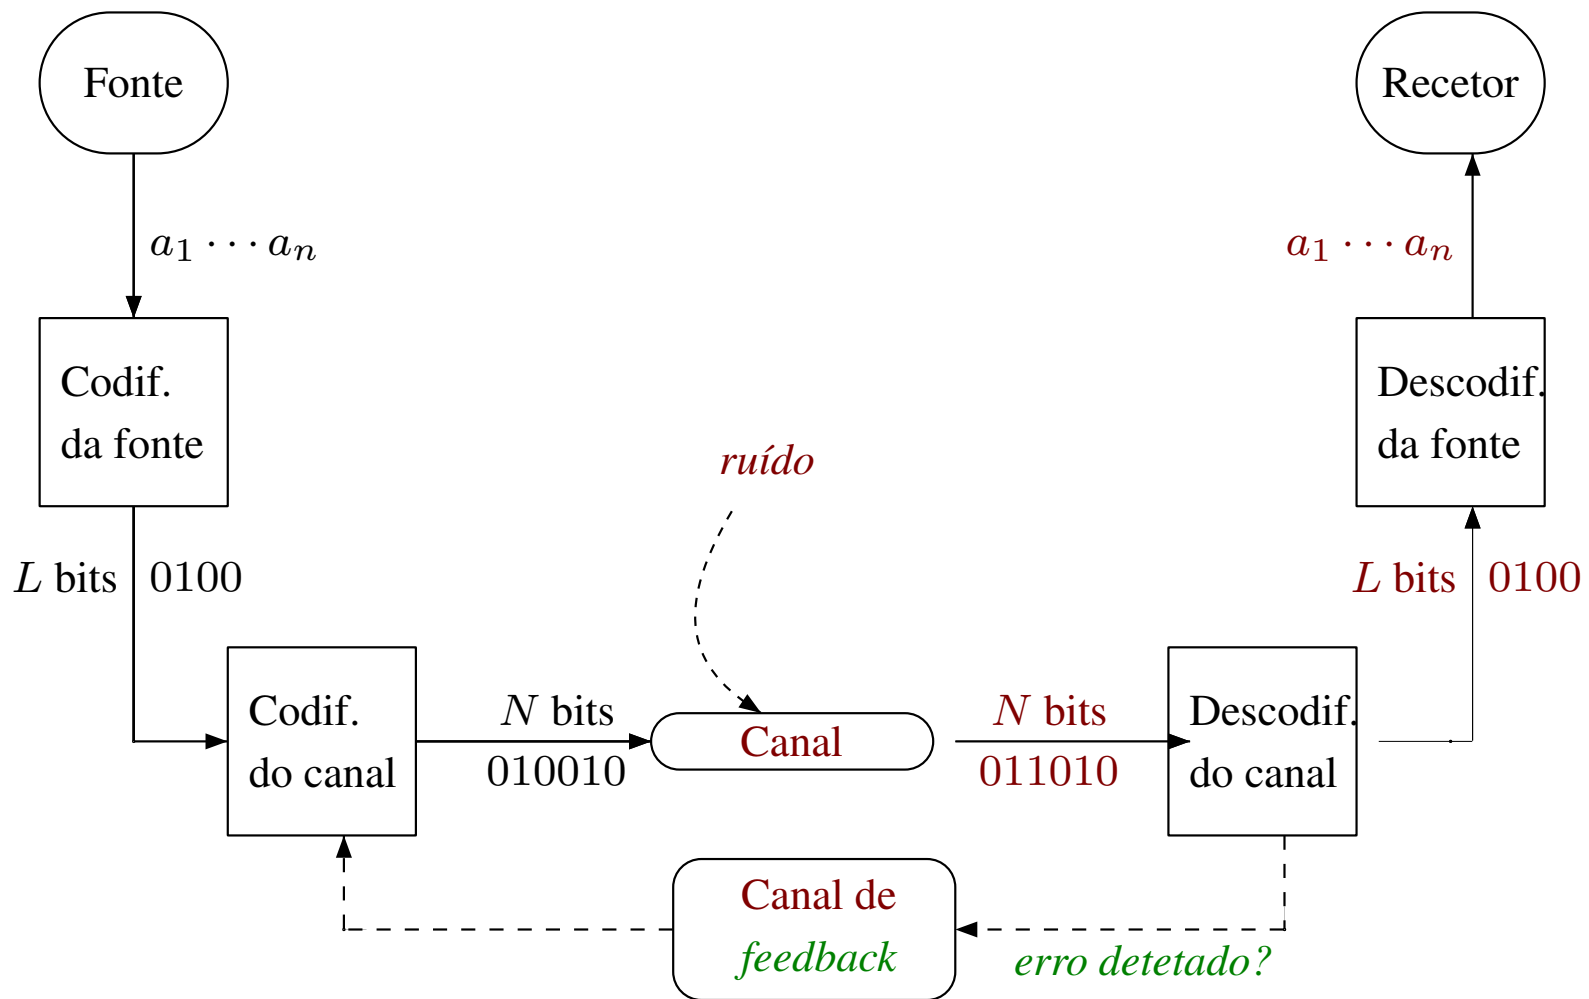 Fonte
Recetor
a₁ ⋯ aₙ
a₁ ⋯ aₙ
Codif.
da fonte
Descodif.
da fonte
ruído
L bits 0100
L bits 0100
Codif.
do canal
N bits
010010
Canal
N bits
011010
Descodif.
do canal
Canal de
feedback
erro detetado?